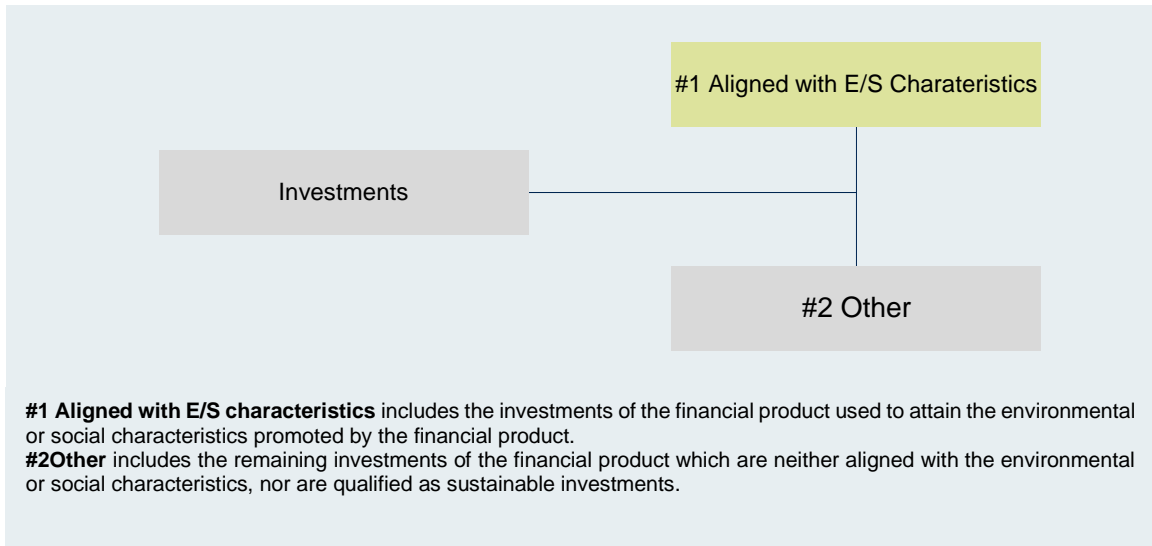 #1 Aligned with E/S Charateristics
Investments
#2 Other
#1 Aligned with E/S characteristics includes the investments of the financial product used to attain the environmental
or social characteristics promoted by the financial product.
#2Other includes the remaining investments of the financial product which are neither aligned with the environmental
or social characteristics, nor are qualified as sustainable investments.